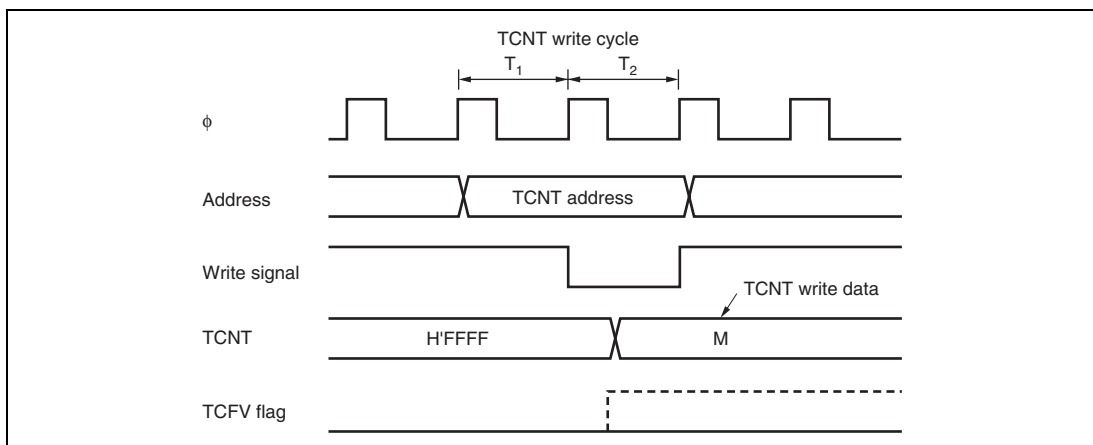 TCNT write cycle
T1 T2
φ
Address TCNT address
Write signal
TCNT write data
TCNT H'FFFF M
TCFV flag